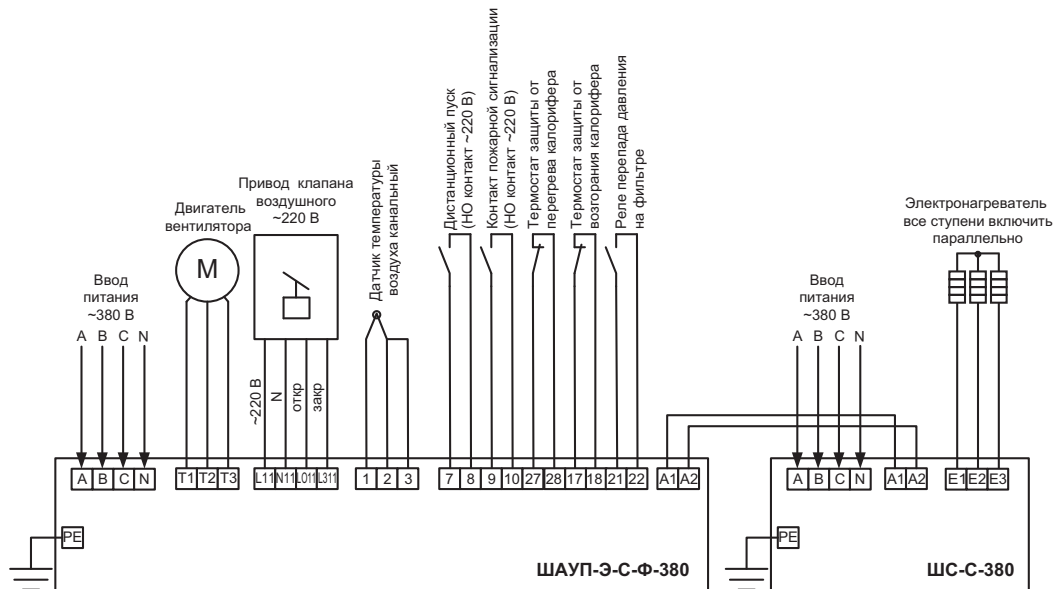 Ввод
питания
~380 В
A B C N
Двигатель
вентилятора
M
Привод клапана
воздушного
~220 В
~220 В
N
откр
закр
Датчик температуры
воздуха канальный
Дистанционный пуск
(НО контакт ~220 В)
Контакт пожарной сигнализации
(НО контакт ~220 В)
Термостат защиты от
перегрева калорифера
Термостат защиты от
возгорания калорифера
Реле перепада давления
на фильтре
Ввод
питания
~380 В
A B C N
Электронагреватель
все ступени включить
параллельно
A B C N T1 T2 T3 L11 N11 L011 L311 1 2 3 7 8 9 10 27 28 17 18 21 22 A1 A2
A B C N A1 A2 E1 E2 E3
PE
ШАУП-Э-С-Ф-380
PE
ШС-С-380